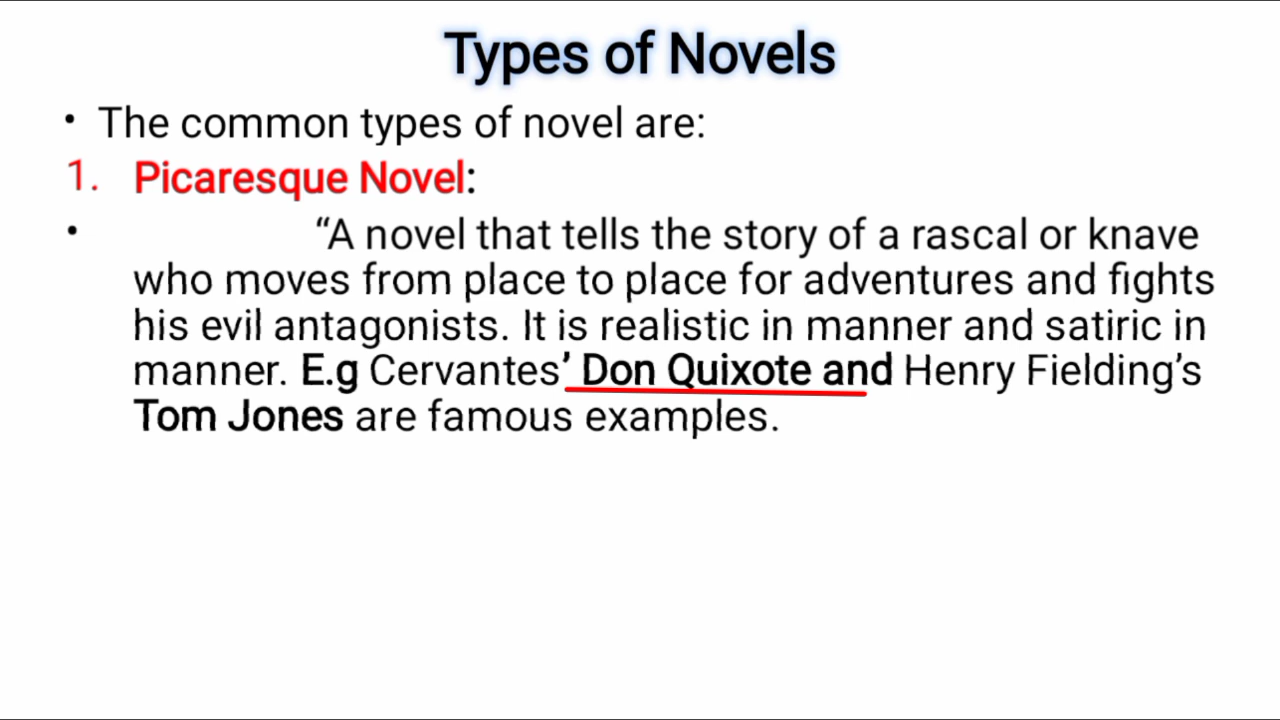 Types of Novels
• The common types of novel are:
1. Picaresque Novel:
• “A novel that tells the story of a rascal or knave
who moves from place to place for adventures and fights
his evil antagonists. It is realistic in manner and satiric in
manner. E.g Cervantes’ Don Quixote and Henry Fielding’s
Tom Jones are famous examples.